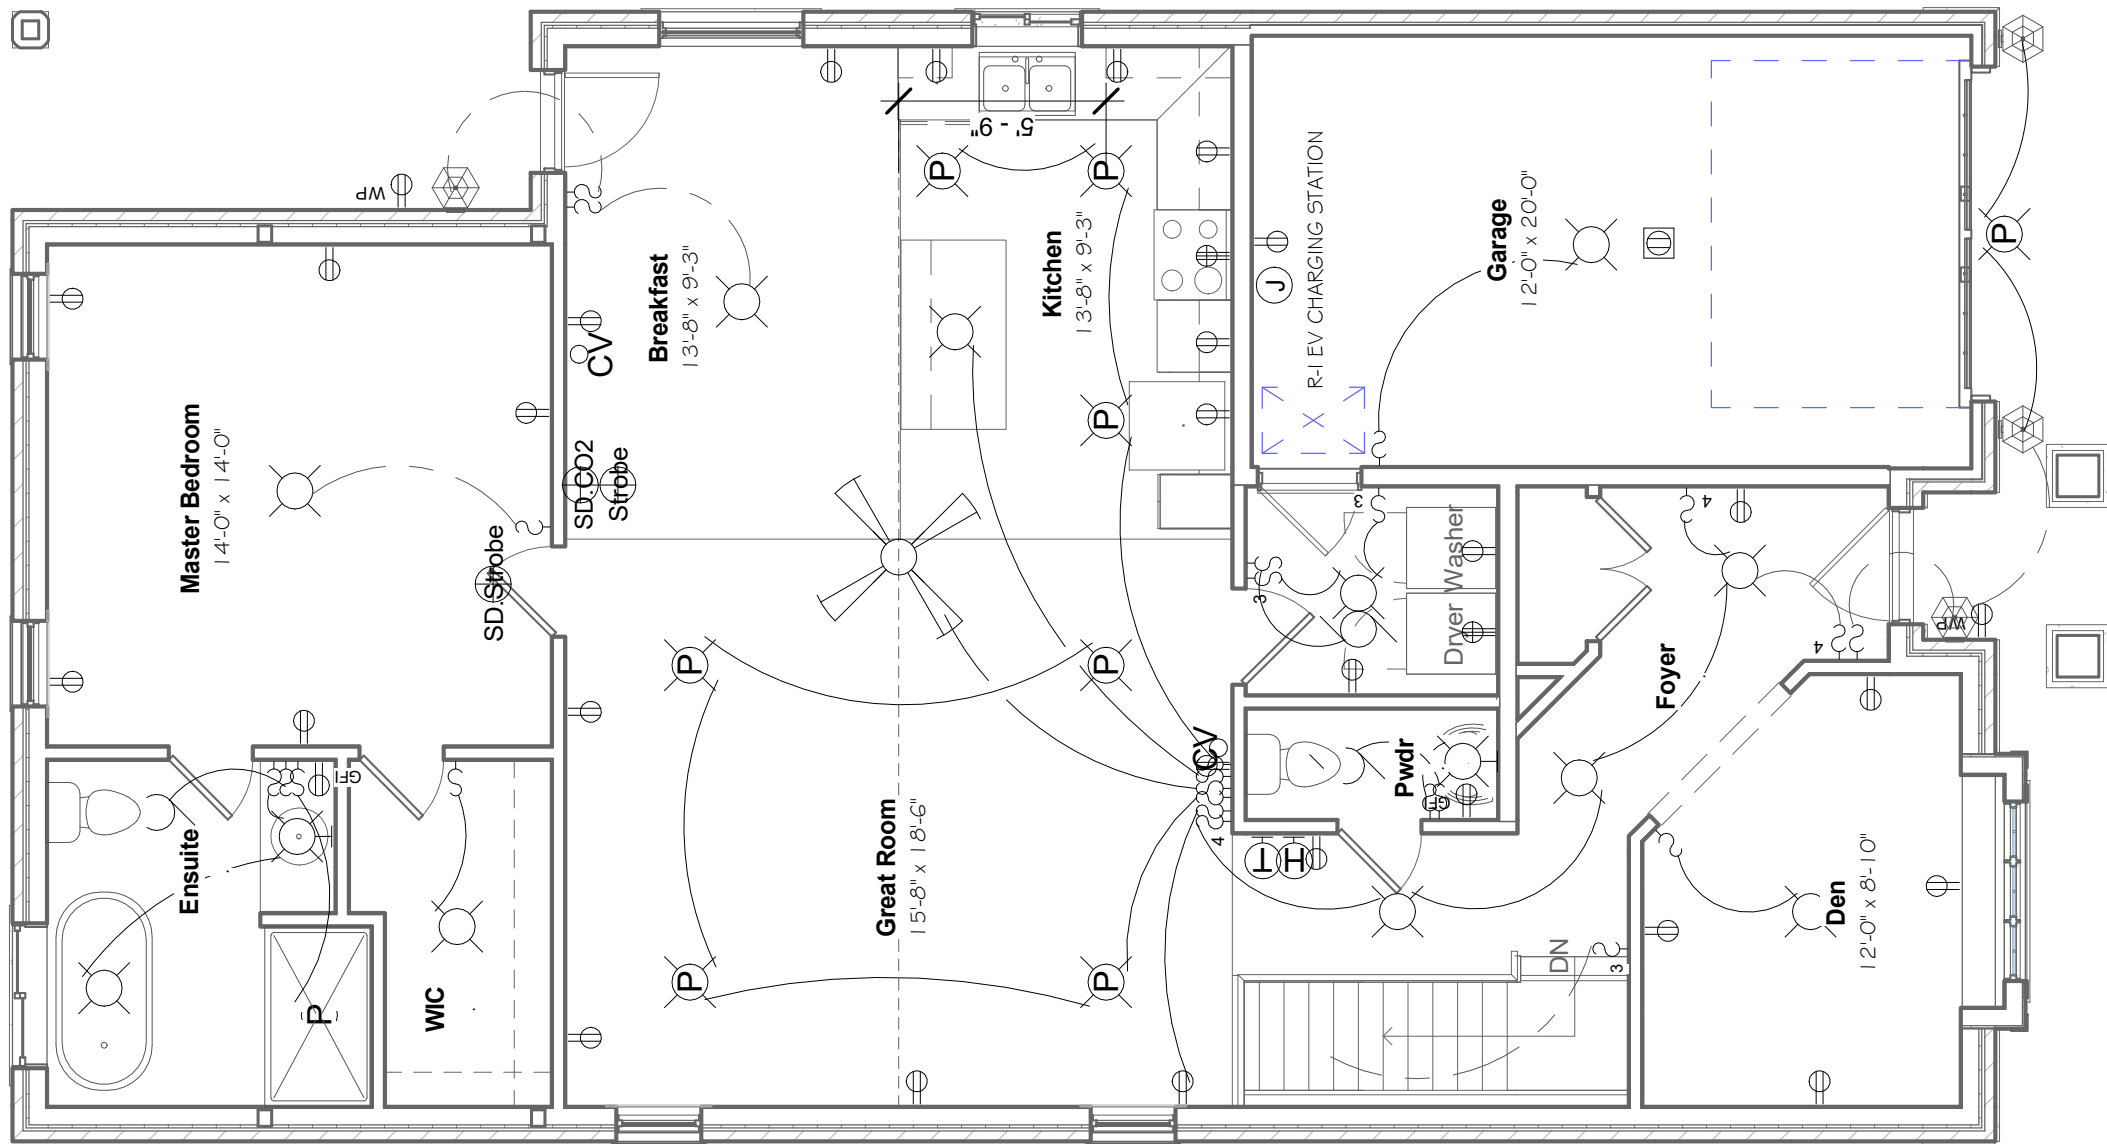 WP
5' - 9"
P
P
R-I EV CHARGING STATION
Garage
12'-0" x 20'-0"
P
Kitchen
13'-8" x 9'-3"
Breakfast
13'-8" x 9'-3"
J
CV
X
P
Master Bedroom
14'-0" x 14'-0"
SD.CO2
Strobe
SD.Strobe
3
4
Washer
Dryer
3
WP
4
P
P
Foyer
CV
GFI
Pwdr
GFI
4
T
H
Ensuite
Great Room
15'-8" x 18'-6"
Den
12'-0" x 8'-10"
DN
3
P
WIC
P
P